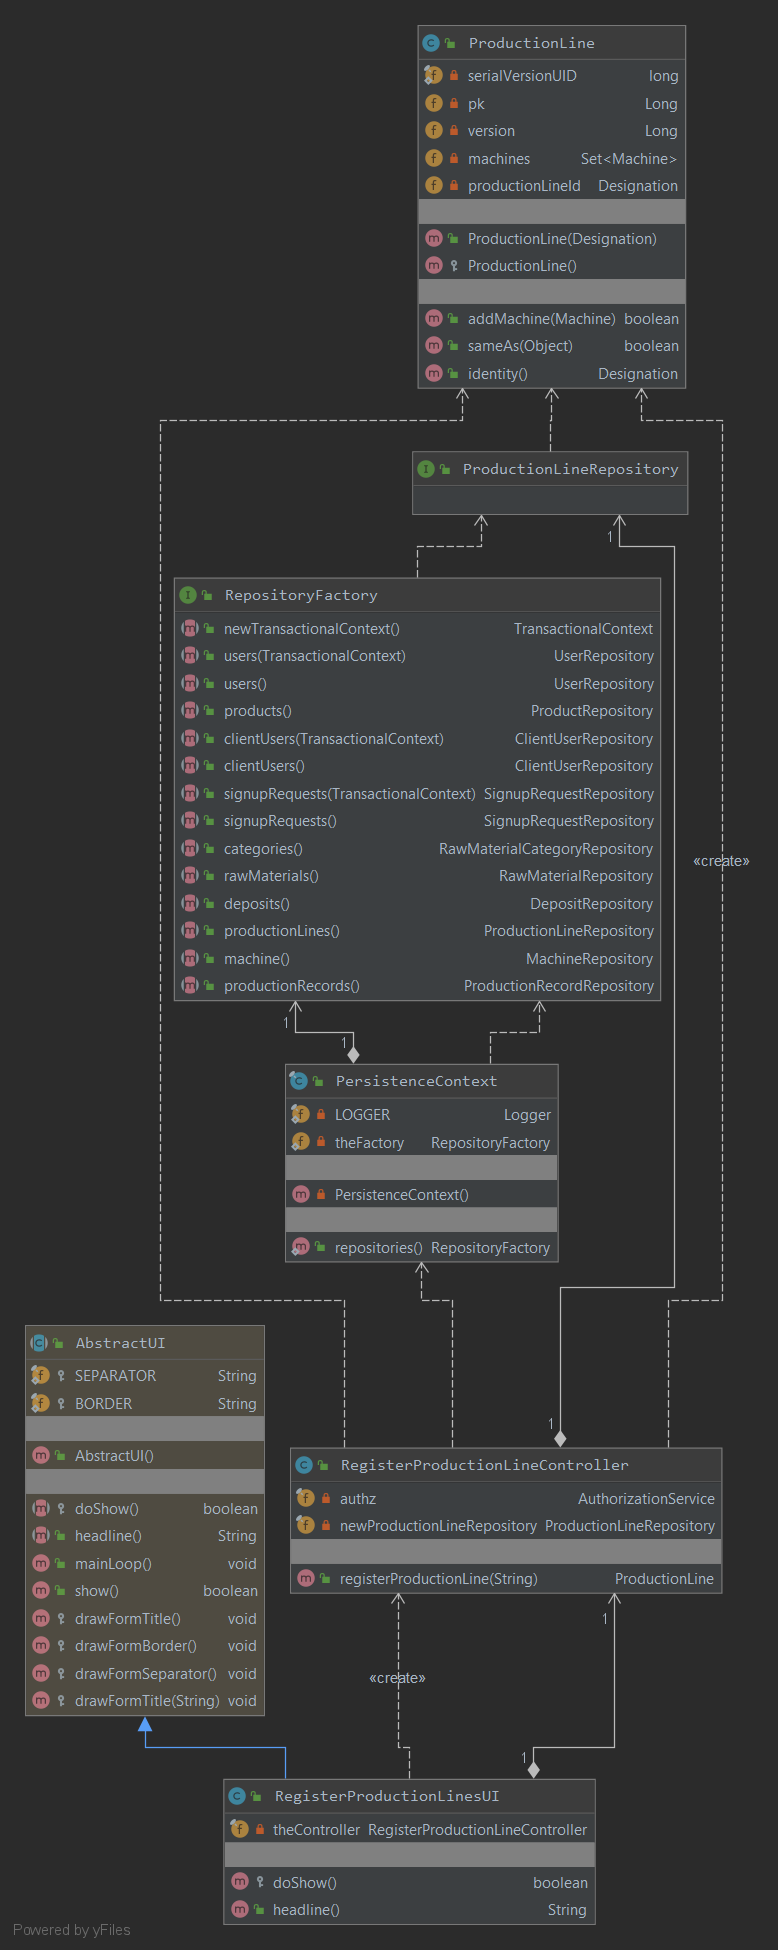 ProductionLine
serialVersionUID long
pk Long
version Long
machines Set<Machine>
productionLineId Designation
ProductionLine(Designation)
ProductionLine()
addMachine(Machine) boolean
sameAs(Object) boolean
identity() Designation
ProductionLineRepository
1
RepositoryFactory
newTransactionalContext() TransactionalContext
users(TransactionalContext) UserRepository
users() UserRepository
products() ProductRepository
clientUsers(TransactionalContext) ClientUserRepository
clientUsers() ClientUserRepository
signupRequests(TransactionalContext) SignupRequestRepository
signupRequests() SignupRequestRepository
categories() RawMaterialCategoryRepository
«create»
rawMaterials() RawMaterialRepository
deposits() DepositRepository
productionLines() ProductionLineRepository
machine() MachineRepository
productionRecords() ProductionRecordRepository
1
1
PersistenceContext
LOGGER Logger
theFactory RepositoryFactory
PersistenceContext()
repositories() RepositoryFactory
AbstractUI
SEPARATOR String
BORDER String
AbstractUI()
doShow() boolean
headline() String
mainLoop() void
show() boolean
drawFormTitle() void
drawFormBorder() void
drawFormSeparator() void
drawFormTitle(String) void
1
RegisterProductionLineController
authz AuthorizationService
newProductionLineRepository ProductionLineRepository
registerProductionLine(String) ProductionLine
1
«create»
1
RegisterProductionLinesUI
theController RegisterProductionLineController
doShow() boolean
headline() String
Powered by yFiles